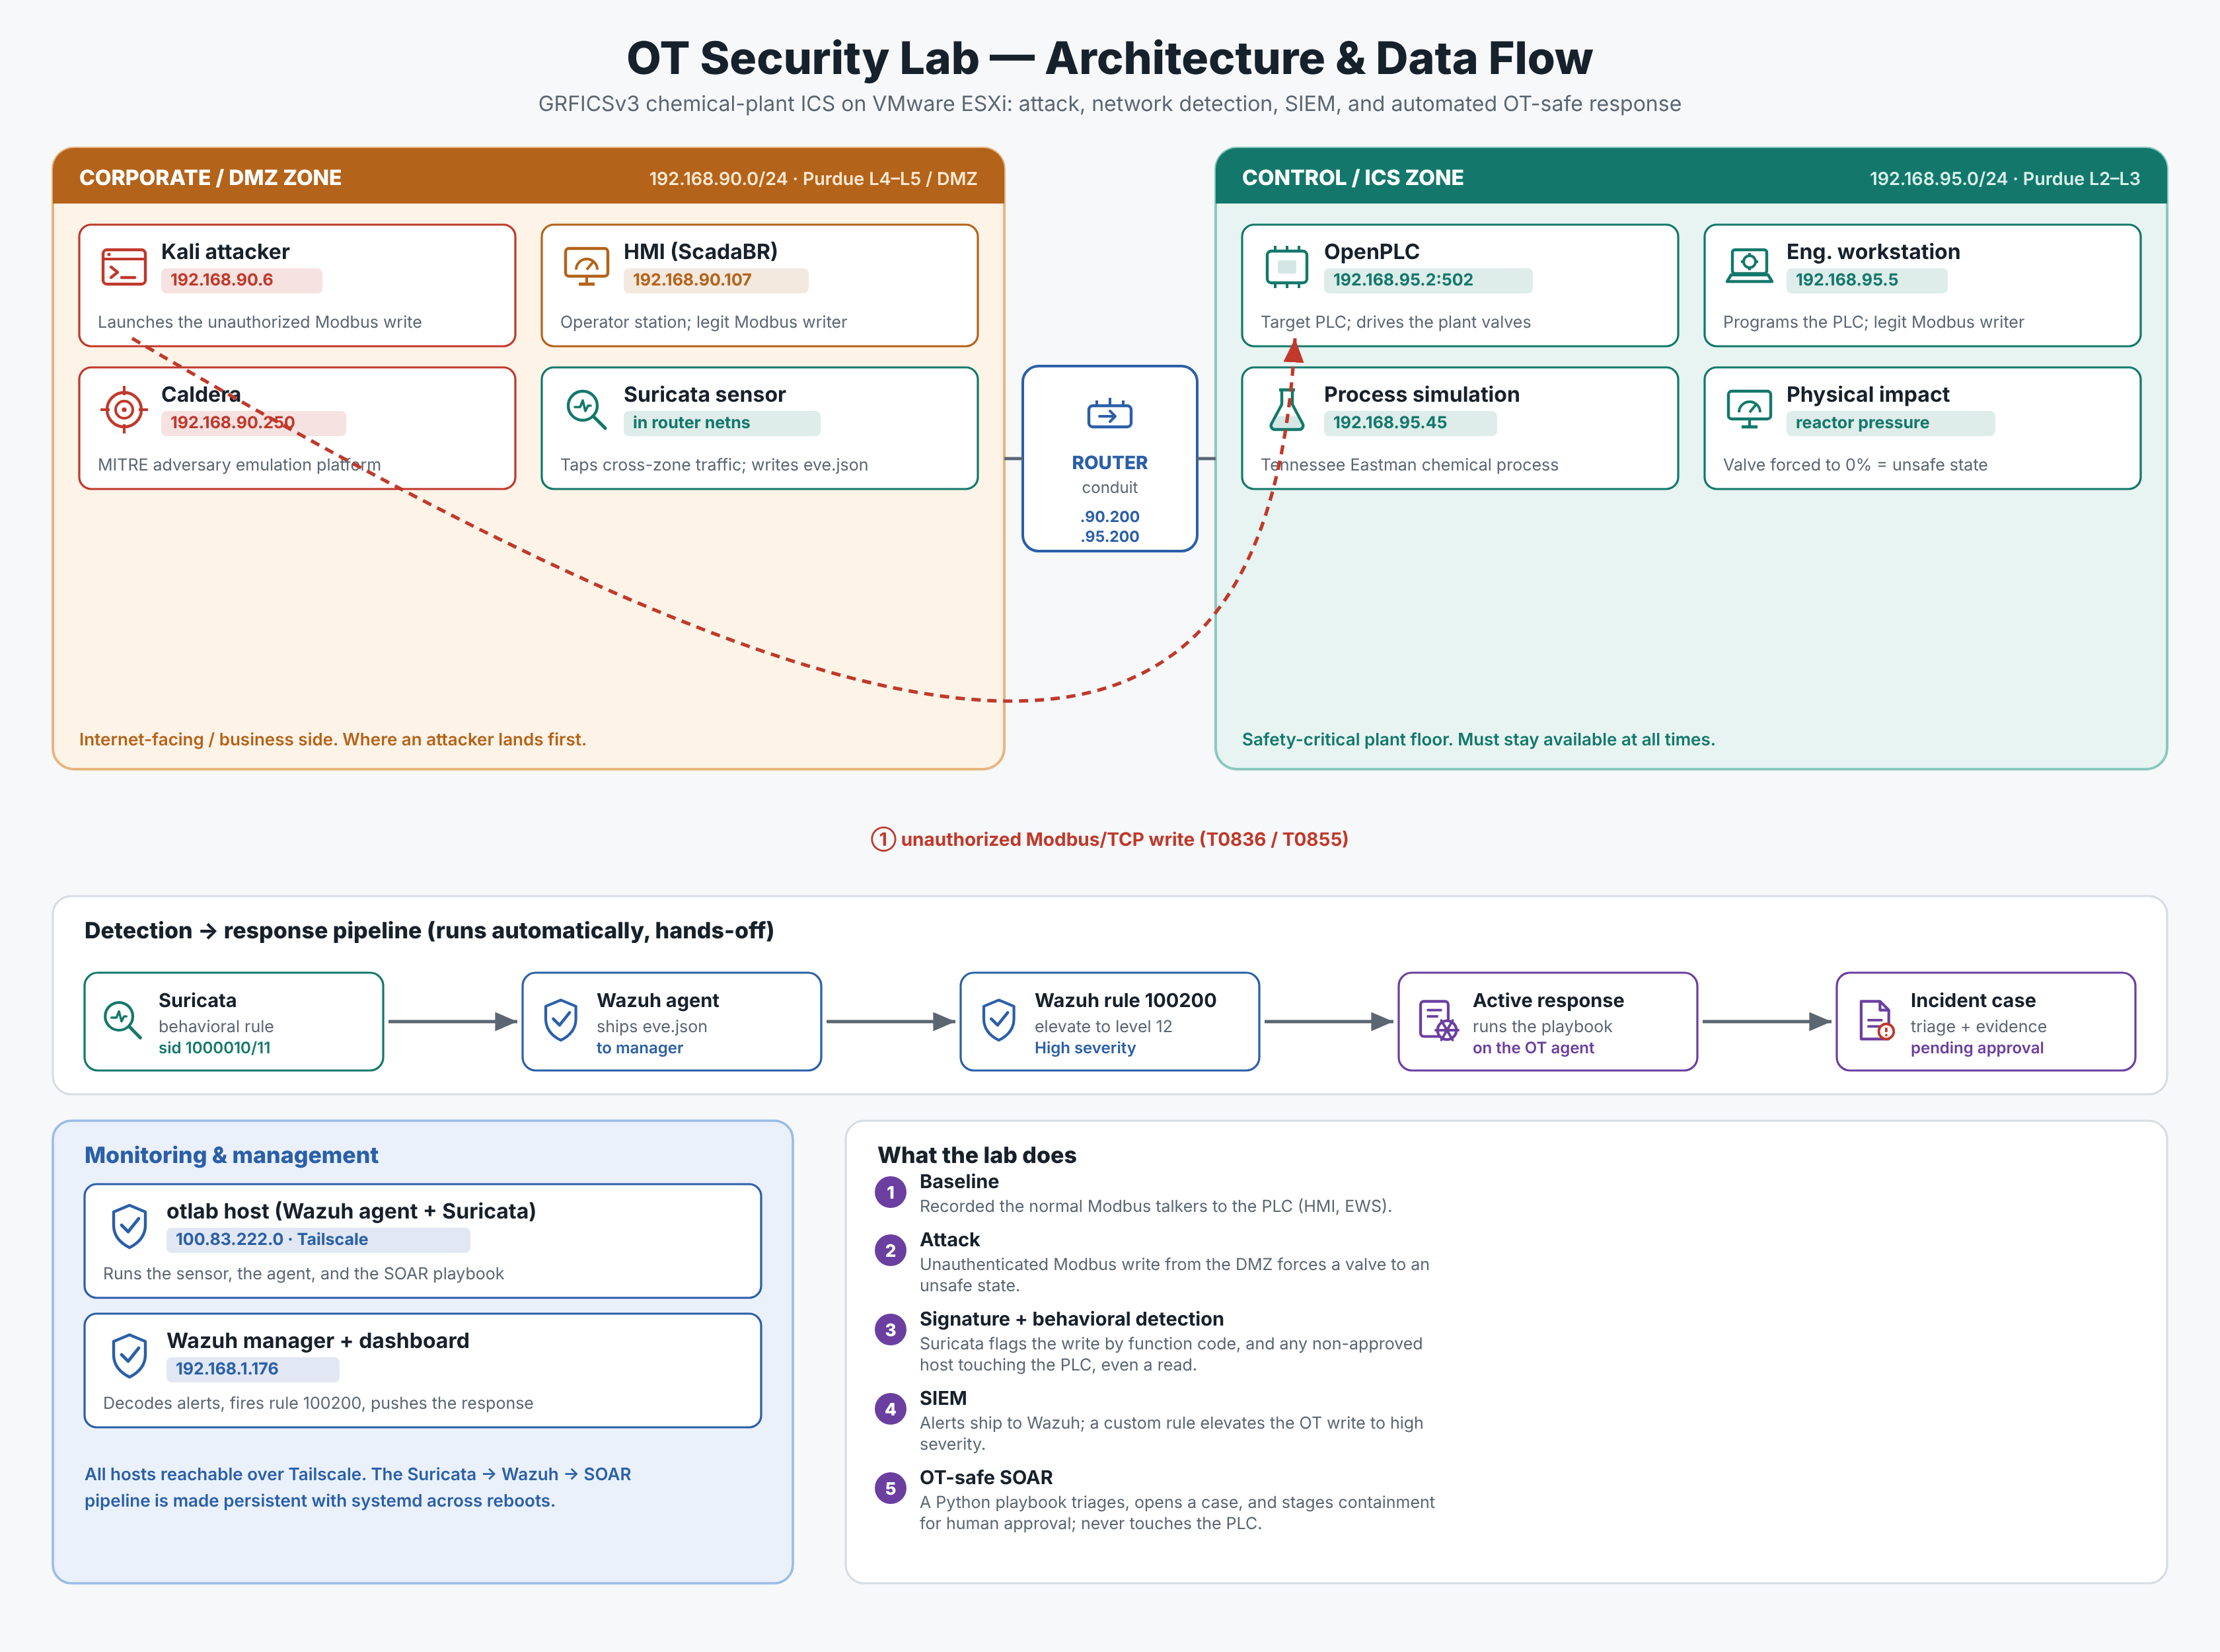 OT Security Lab — Architecture & Data Flow
GRFICSv3 chemical-plant ICS on VMware ESXi: attack, network detection, SIEM, and automated OT-safe response
CORPORATE / DMZ ZONE
192.168.90.0/24 · Purdue L4–L5 / DMZ
Kali attacker
192.168.90.6
Launches the unauthorized Modbus write
HMI (ScadaBR)
192.168.90.107
Operator station; legit Modbus writer
Caldera
192.168.90.250
MITRE adversary emulation platform
Suricata sensor
in router netns
Taps cross-zone traffic; writes eve.json
Internet-facing / business side. Where an attacker lands first.
ROUTER
conduit
.90.200
.95.200
CONTROL / ICS ZONE
192.168.95.0/24 · Purdue L2–L3
OpenPLC
192.168.95.2:502
Target PLC; drives the plant valves
Eng. workstation
192.168.95.5
Programs the PLC; legit Modbus writer
Process simulation
192.168.95.45
Tennessee Eastman chemical process
Physical impact
reactor pressure
Valve forced to 0% = unsafe state
Safety-critical plant floor. Must stay available at all times.
① unauthorized Modbus/TCP write (T0836 / T0855)
Detection → response pipeline (runs automatically, hands-off)
Suricata
behavioral rule
sid 1000010/11
Wazuh agent
ships eve.json
to manager
Wazuh rule 100200
elevate to level 12
High severity
Active response
runs the playbook
on the OT agent
Incident case
triage + evidence
pending approval
Monitoring & management
otlab host (Wazuh agent + Suricata)
100.83.222.0 · Tailscale
Runs the sensor, the agent, and the SOAR playbook
Wazuh manager + dashboard
192.168.1.176
Decodes alerts, fires rule 100200, pushes the response
All hosts reachable over Tailscale. The Suricata → Wazuh → SOAR
pipeline is made persistent with systemd across reboots.
What the lab does
1 Baseline
Recorded the normal Modbus talkers to the PLC (HMI, EWS).
2 Attack
Unauthenticated Modbus write from the DMZ forces a valve to an
unsafe state.
3 Signature + behavioral detection
Suricata flags the write by function code, and any non-approved
host touching the PLC, even a read.
4 SIEM
Alerts ship to Wazuh; a custom rule elevates the OT write to high
severity.
5 OT-safe SOAR
A Python playbook triages, opens a case, and stages containment
for human approval; never touches the PLC.